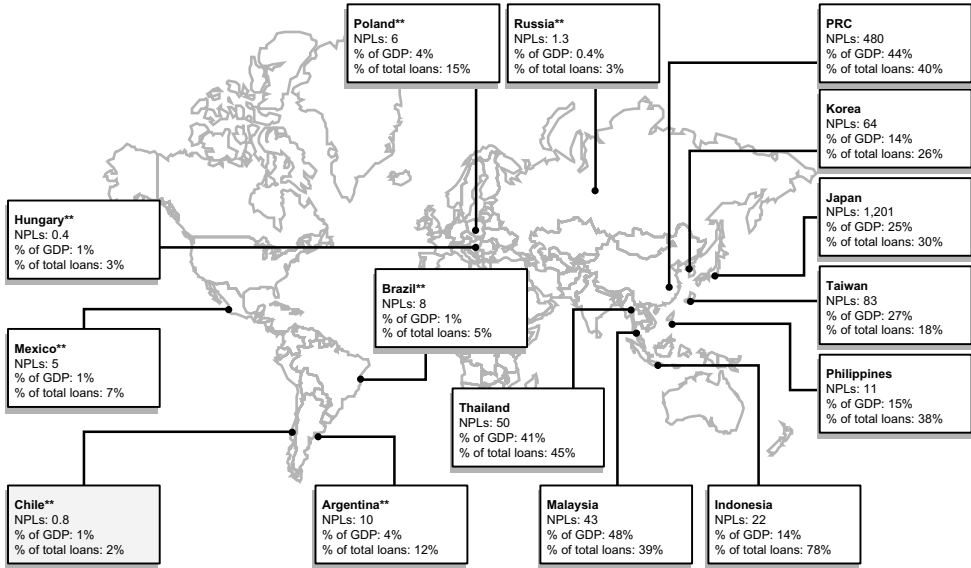 Poland**
NPLs: 6
% of GDP: 4%
% of total loans: 15%
Russia**
NPLs: 1.3
% of GDP: 0.4%
% of total loans: 3%
PRC
NPLs: 480
% of GDP: 44%
% of total loans: 40%
Korea
NPLs: 64
% of GDP: 14%
% of total loans: 26%
Japan
NPLs: 1,201
% of GDP: 25%
% of total loans: 30%
Hungary**
NPLs: 0.4
% of GDP: 1%
% of total loans: 3%
Brazil**
NPLs: 8
% of GDP: 1%
% of total loans: 5%
Taiwan
NPLs: 83
% of GDP: 27%
% of total loans: 18%
Mexico**
NPLs: 5
% of GDP: 1%
% of total loans: 7%
Philippines
NPLs: 11
% of GDP: 15%
% of total loans: 38%
Thailand
NPLs: 50
% of GDP: 41%
% of total loans: 45%
Chile**
NPLs: 0.8
% of GDP: 1%
% of total loans: 2%
Argentina**
NPLs: 10
% of GDP: 4%
% of total loans: 12%
Malaysia
NPLs: 43
% of GDP: 48%
% of total loans: 39%
Indonesia
NPLs: 22
% of GDP: 14%
% of total loans: 78%